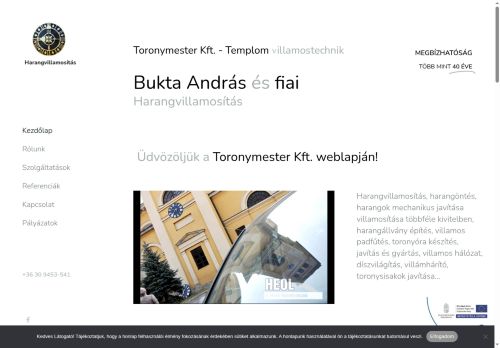 Harangvillamosítás
Toronymester Kft. - Templom villamostechnik
MEGBÍZHATÓSÁG
TÖBB MINT 40 ÉVE
Bukta András és fiai
Harangvillamosítás
Kezdőlap
Rólunk
Szolgáltatások
Referenciák
Kapcsolat
Pályázatok
+36 30 9453-541
Üdvözöljük a Toronymester Kft. weblapján!
HEOL
Harangvillamosítás, harangöntés,
harangok mechanikus javítása
villamosítása többféle kivitelben,
harangállvány építés, villamos
padfűtés, toronyóra készítés,
javítás és gyártás, villamos hálózat,
díszvilágítás, villámhárító,
toronysisakok javítása...
Kedves Látogató! Tájékoztatjuk, hogy a honlap felhasználói élmény fokozásának érdekében sütiket alkalmazunk. A honlapunk használatával ön a tájékoztatásunkat tudomásul veszi.
Elfogadom